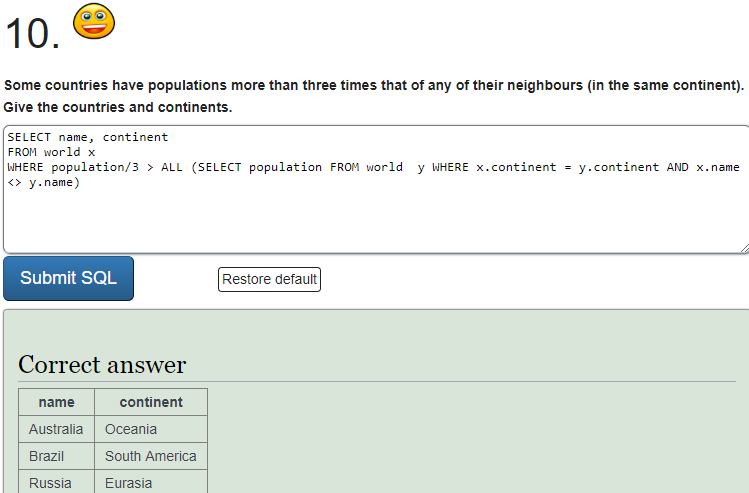 10.
Some countries have populations more than three times that of any of their neighbours (in the same continent).
Give the countries and continents.
SELECT name, continent
FROM world x
WHERE population/3 > ALL (SELECT population FROM world  y WHERE x.continent = y.continent AND x.name
<> y.name)
Submit SQL Restore default
Correct answer
name continent
Australia Oceania
Brazil South America
Russia Eurasia